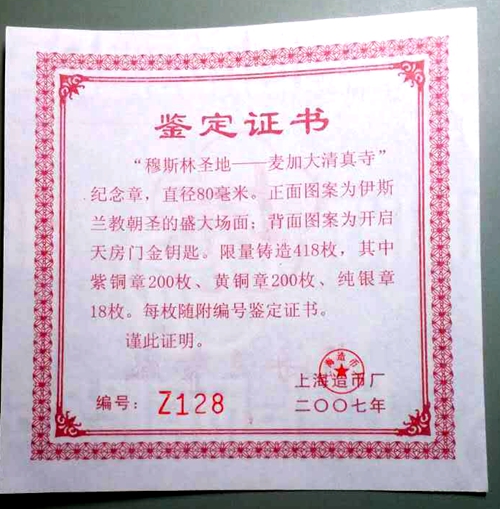 鉴定证书
“穆斯林圣地——麦加大清真寺”
纪念章，直径80毫米。正面图案为伊斯
兰教朝圣的盛大场面；背面图案为开启
天房门金钥匙。限量铸造418枚，其中
紫铜章200枚、黄铜章200枚、纯银章
18枚。每枚随附编号鉴定证书。
谨此证明。
上海造币厂
编号：Z128
二〇〇七年